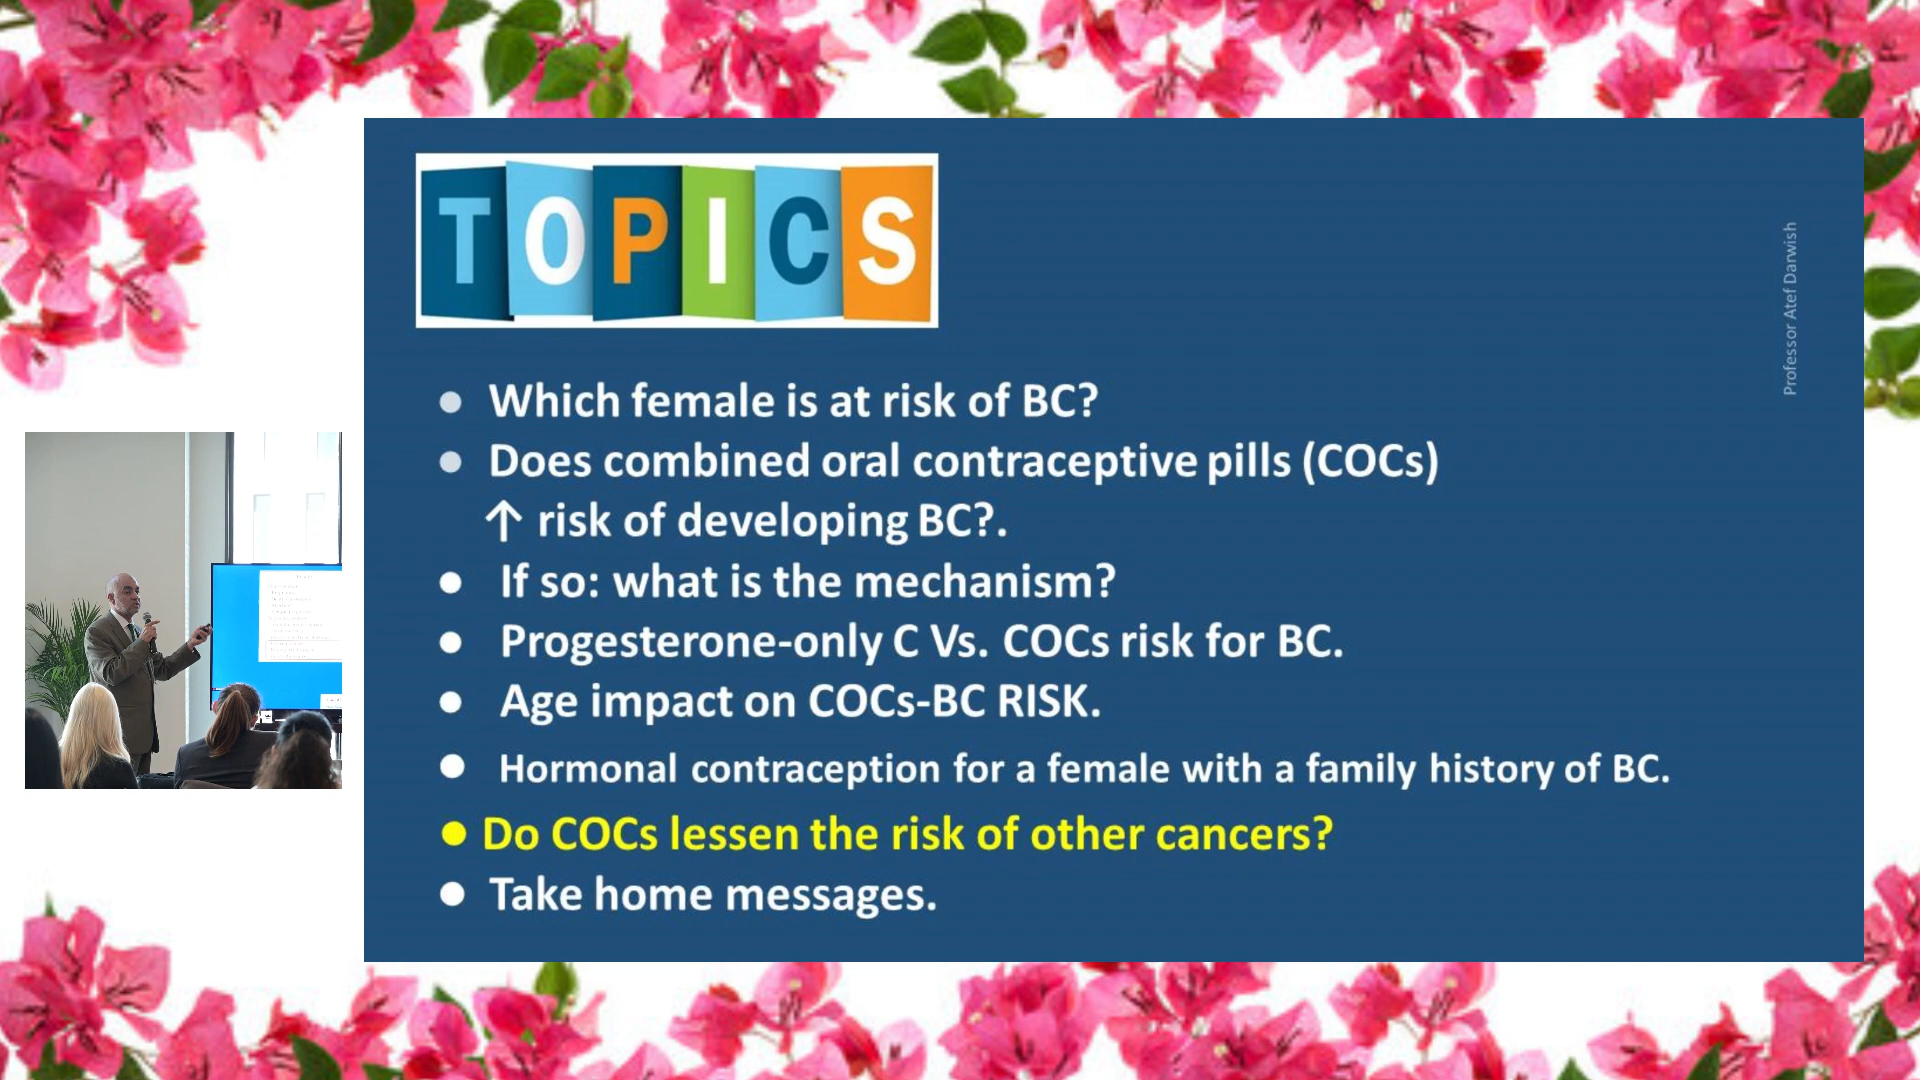 TOPICS
Professor Atef Darwish
● Which female is at risk of BC?
● Does combined oral contraceptive pills (COCs)
↑ risk of developing BC?.
● If so: what is the mechanism?
● Progesterone-only C Vs. COCs risk for BC.
● Age impact on COCs-BC RISK.
● Hormonal contraception for a female with a family history of BC.
● Do COCs lessen the risk of other cancers?
● Take home messages.